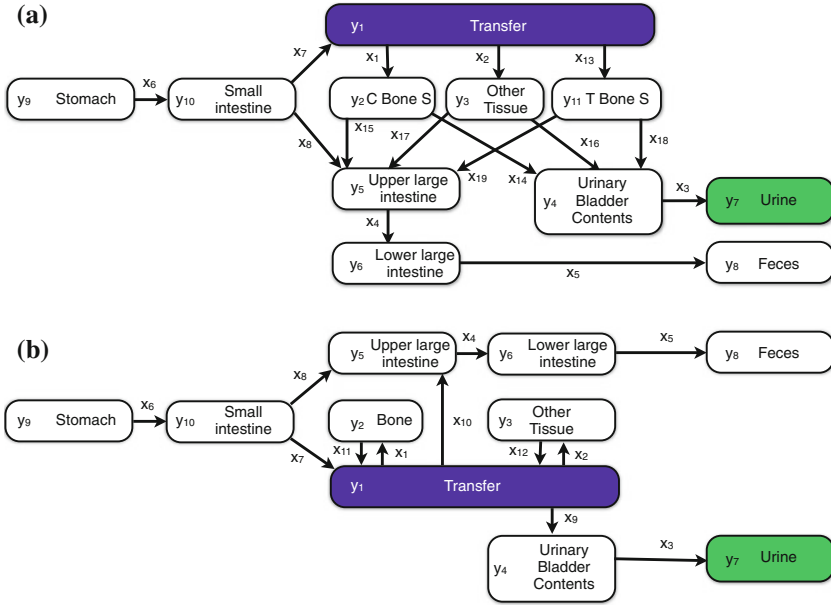 (a)
y1 Transfer
x7
x1
x2
x13
x6
y9 Stomach
y10 Small
intestine
y2 C Bone S
y3 Other
Tissue
y11 T Bone S
x8
x15
x17
x16
x18
x19
x14
y5 Upper large
intestine
y4 Urinary
Bladder
Contents
x3
y7 Urine
x4
y6 Lower large
intestine
x5
y8 Feces
(b)
y5 Upper large
intestine
x4
y6 Lower large
intestine
x5
y8 Feces
x8
x6
y9 Stomach
y10 Small
intestine
y2 Bone
y3 Other
Tissue
x10
x7
x11
x1
x12
x2
y1 Transfer
x9
y4 Urinary
Bladder
Contents
x3
y7 Urine